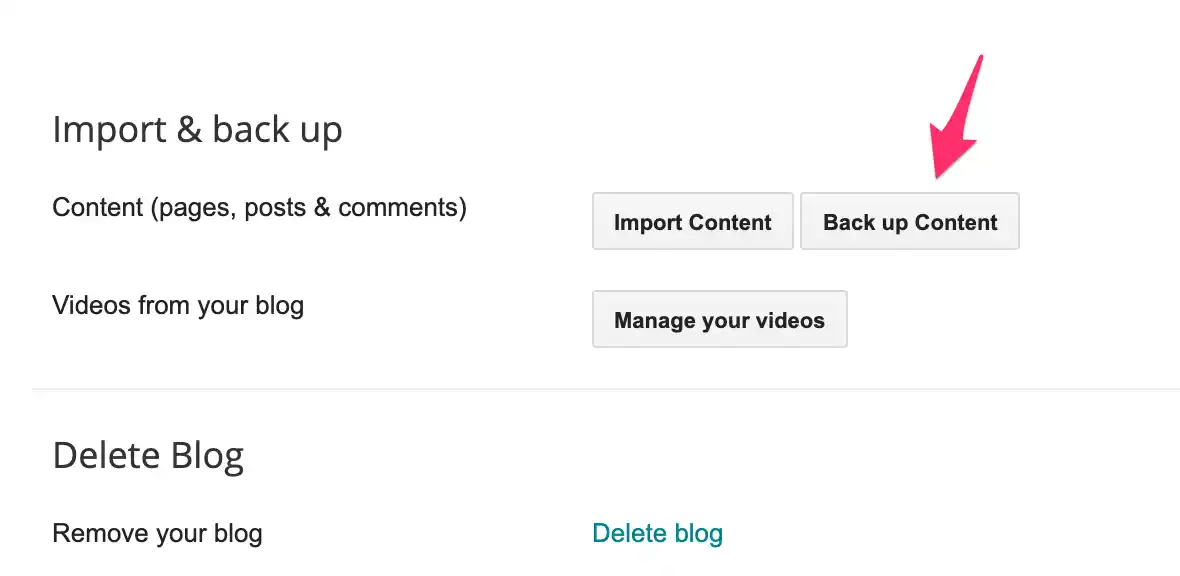 Import & back up
Content (pages, posts & comments)
Import Content
Back up Content
Videos from your blog
Manage your videos
Delete Blog
Remove your blog
Delete blog